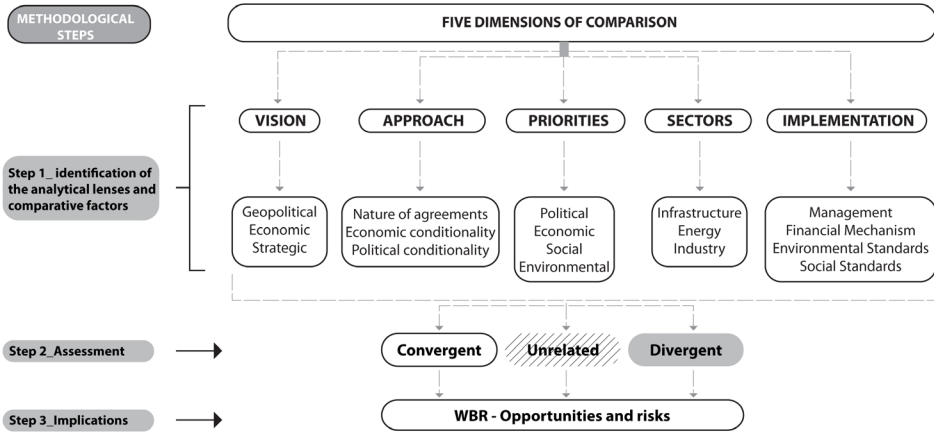 METHODOLOGICAL
STEPS
FIVE DIMENSIONS OF COMPARISON
VISION
APPROACH
PRIORITIES
SECTORS
IMPLEMENTATION
Step 1_ identification of
the analytical lenses and
comparative factors
Geopolitical
Economic
Strategic
Nature of agreements
Economic conditionality
Political conditionality
Political
Economic
Social
Environmental
Infrastructure
Energy
Industry
Management
Financial Mechanism
Environmental Standards
Social Standards
Step 2_Assessment
Convergent
Unrelated
Divergent
Step 3_Implications
WBR - Opportunities and risks